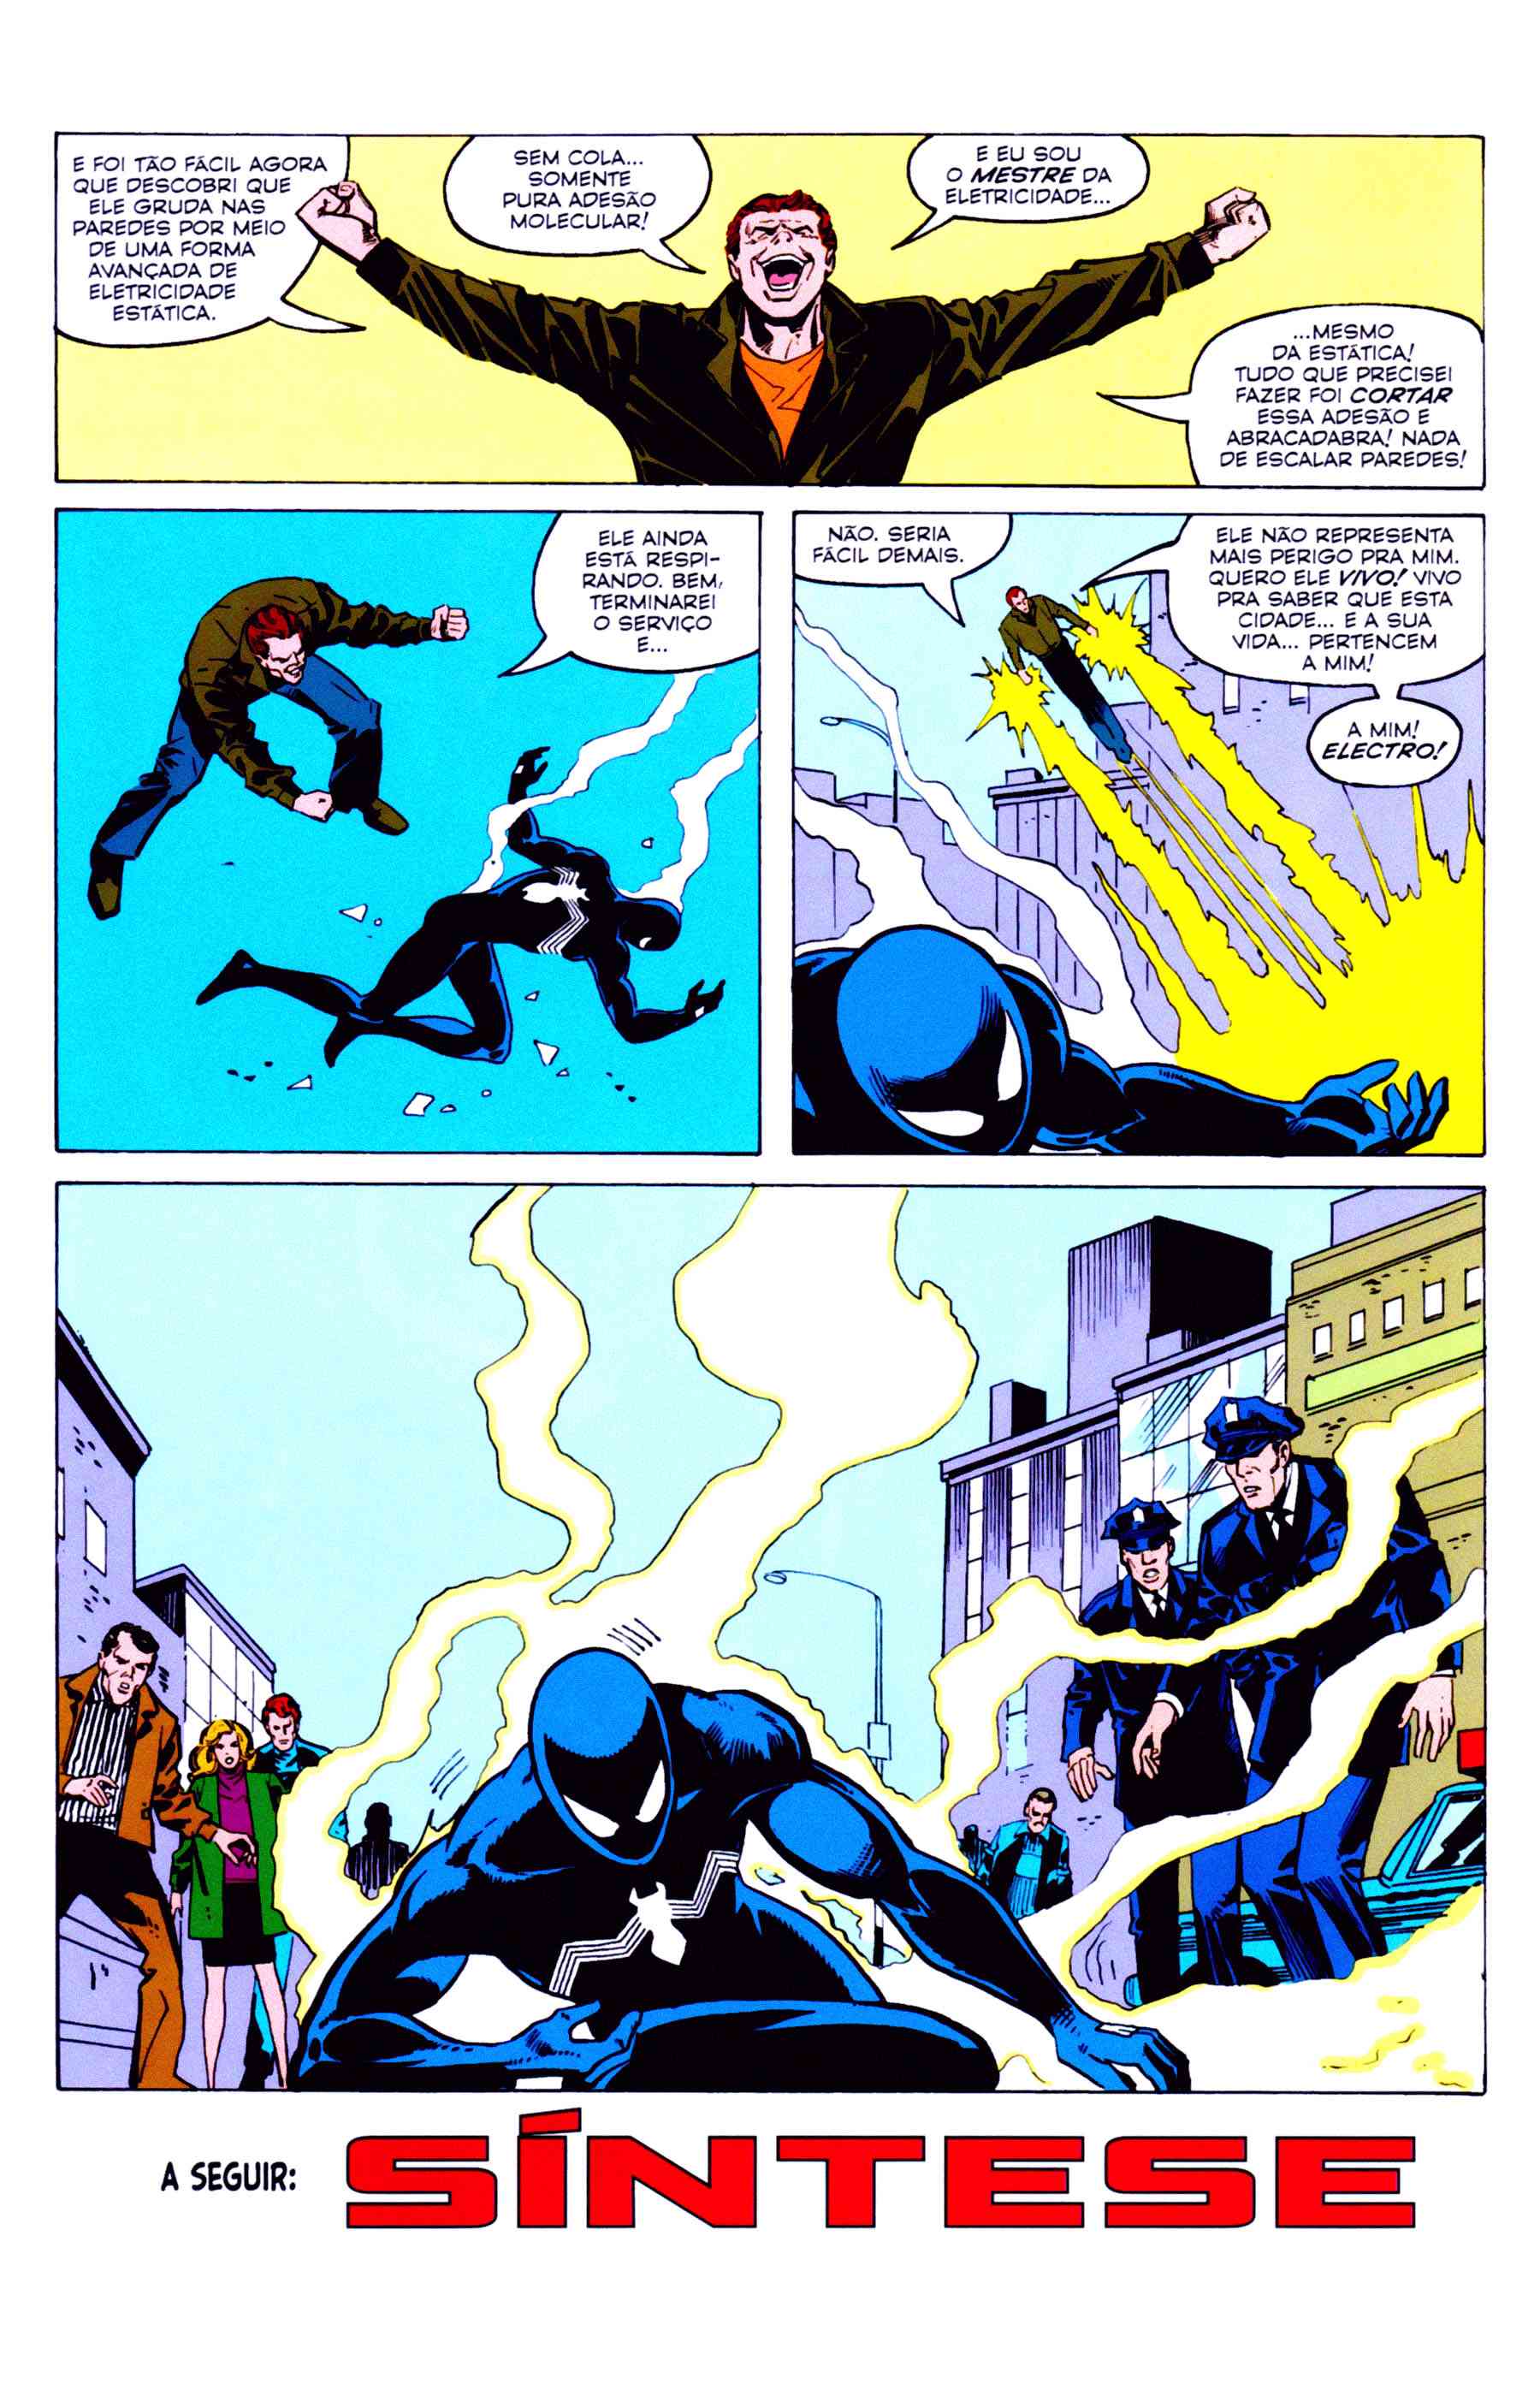 E FOI TÃO FÁCIL AGORA
QUE DESCOBRI QUE
ELE GRUDA NAS
PAREDES POR MEIO
DE UMA FORMA
AVANÇADA DE
ELETRICIDADE
ESTÁTICA.
SEM COLA...
SOMENTE
PURA ADESÃO
MOLECULAR!
E EU SOU
O MESTRE DA
ELETRICIDADE...
...MESMO
DA ESTÁTICA!
TUDO QUE PRECISEI
FAZER FOI CORTAR
ESSA ADESÃO E
ABRACADABRA! NADA
DE ESCALAR PAREDES!
ELE AINDA
ESTÁ RESPI-
RANDO. BEM,
TERMINAREI
O SERVIÇO
E...
NÃO. SERIA
FÁCIL DEMAIS.
ELE NÃO REPRESENTA
MAIS PERIGO PRA MIM.
QUERO ELE VIVO! VIVO
PRA SABER QUE ESTA
CIDADE... E A SUA
VIDA... PERTENCEM
A MIM!
A MIM!
ELECTRO!
A SEGUIR:
SÍNTESE